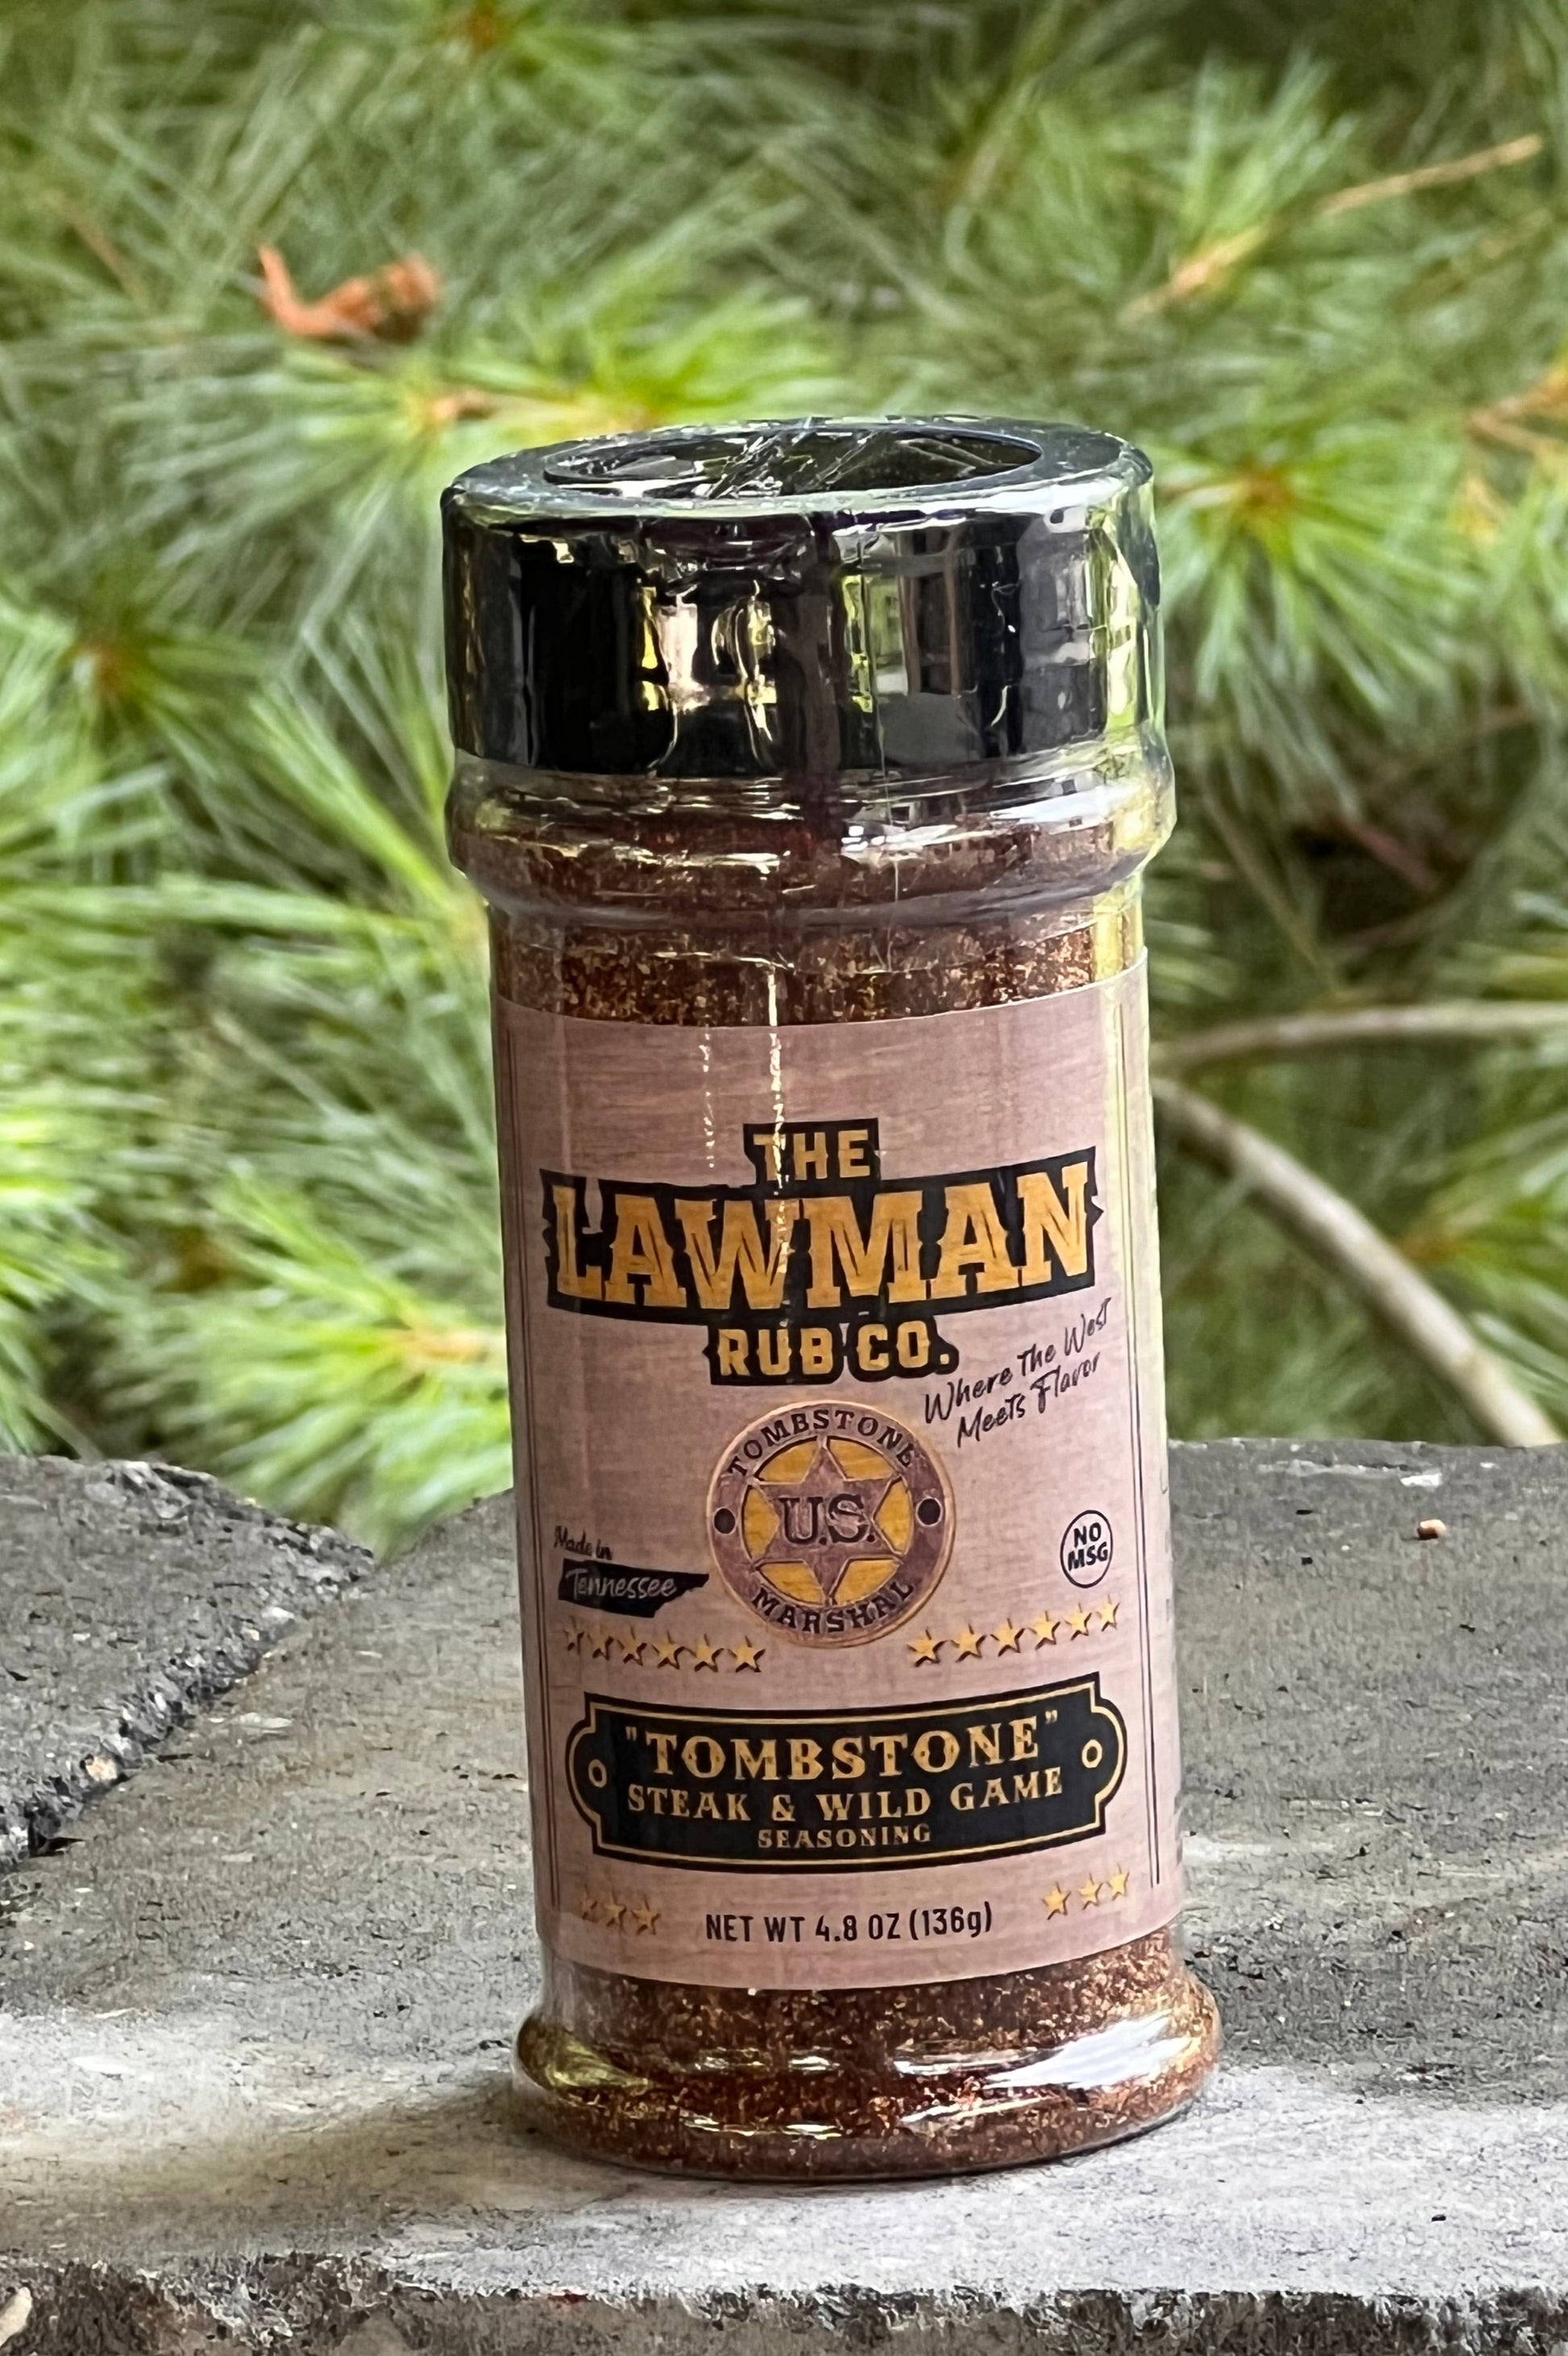 THE
LAWMAN
RUB CO.
Where The West
Meets Flavor
TOMBSTONE
U.S.
MARSHAL
Made in
Tennessee
NO
MSG
"TOMBSTONE"
STEAK & WILD GAME
SEASONING
NET WT 4.8 OZ (136g)